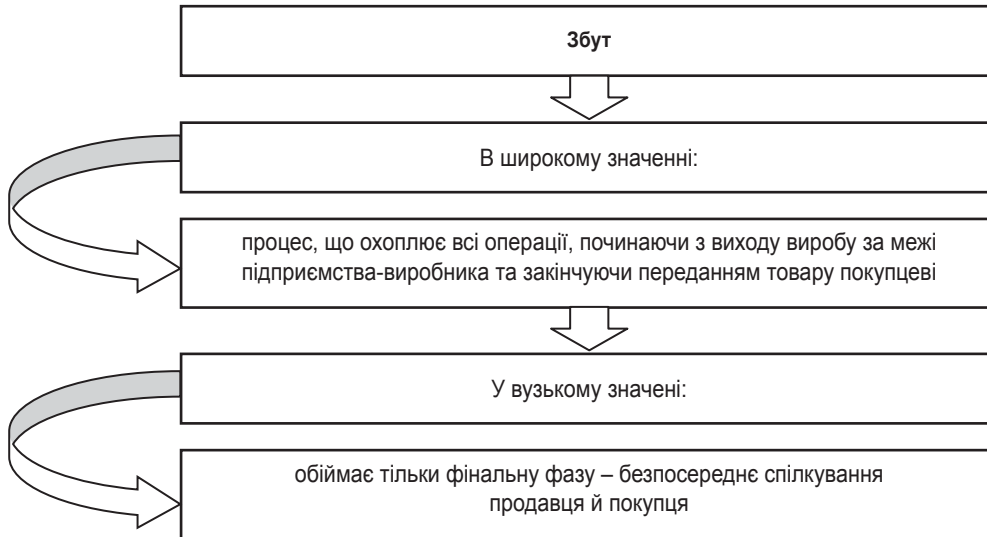 Збут
В широкому значенні:
процес, що охоплює всі операції, починаючи з виходу виробу за межі
підприємства-виробника та закінчуючи переданням товару покупцеві
У вузькому значені:
обіймає тільки фінальну фазу – безпосереднє спілкування
продавця й покупця